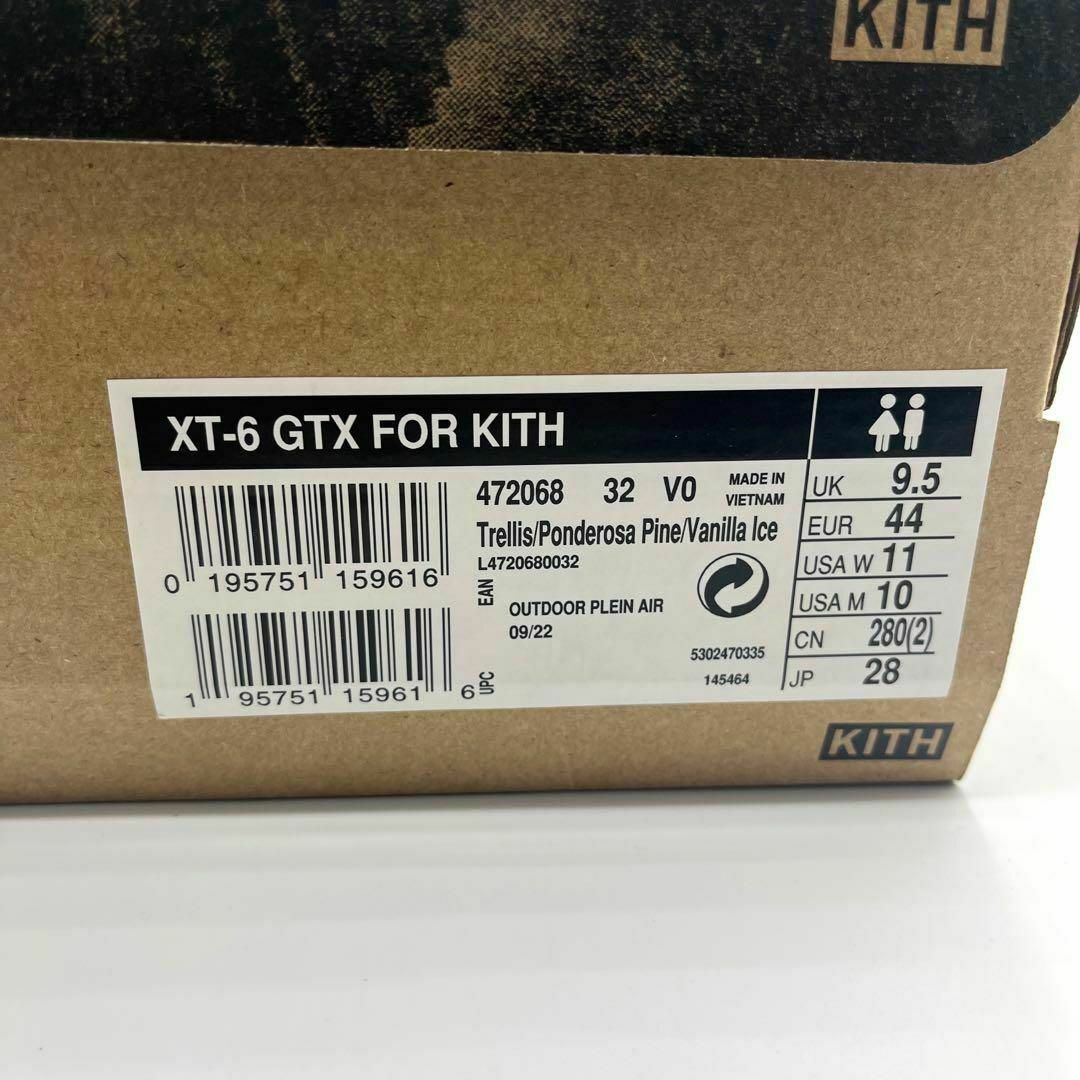 KITH
XT-6 GTX FOR KITH
472068 32 V0 MADE IN VIETNAM
Trellis/Ponderosa Pine/Vanilla Ice
L4720680032
0 195751 159616
EAN
OUTDOOR PLEIN AIR
09/22
5302470335
145464
1 95751 15961 6
UPC
UK 9.5
EUR 44
USA W 11
USA M 10
CN 280(2)
JP 28
KITH